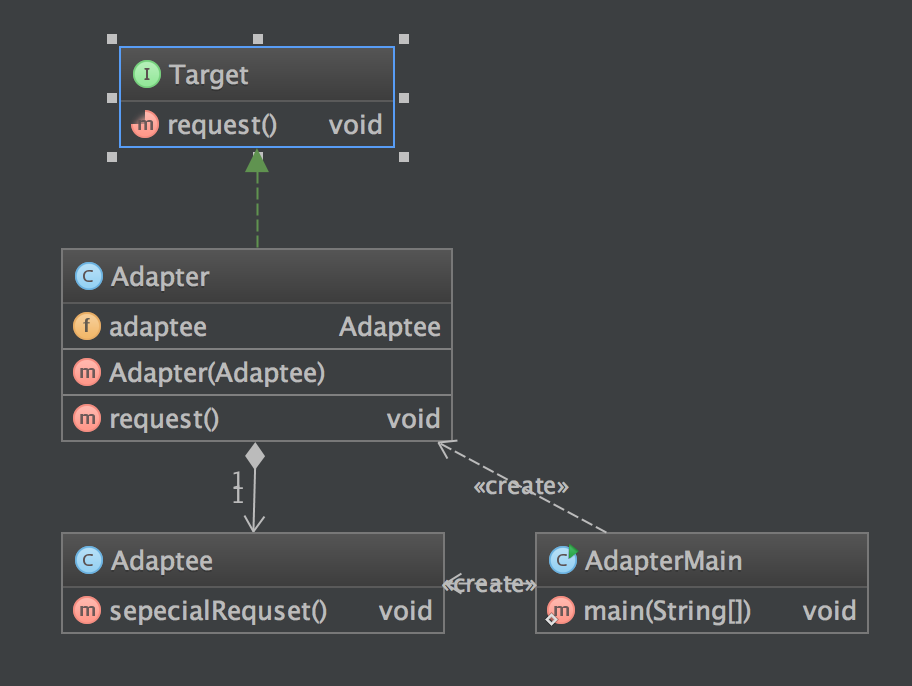 I Target
m request() void
C Adapter
f adaptee Adaptee
m Adapter(Adaptee)
m request() void
1
1
«create»
C Adaptee
m sepecialRequset() void
«create»
C AdapterMain
m main(String[]) void